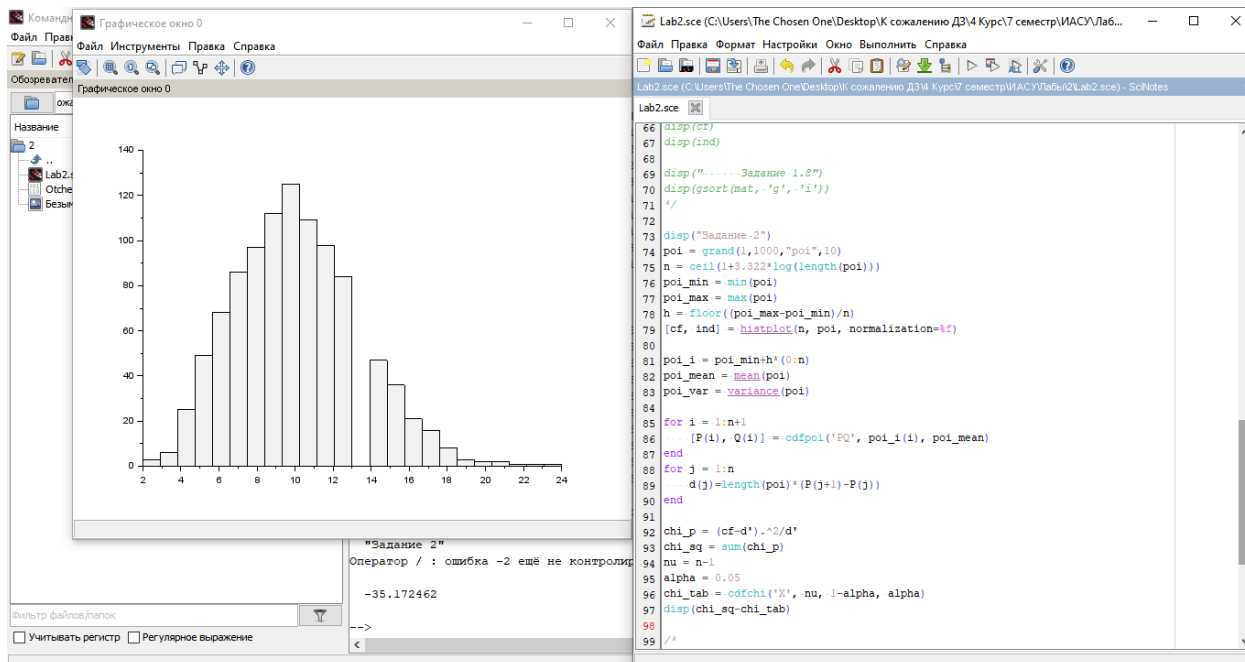 Командн
Файл Прав
Обозревател
ожа
Название
2
..
Lab2.s
Otche
Безым
Фильтр файлов/папок
Учитывать регистр
Регулярное выражение
Графическое окно 0
Файл Инструменты Правка Справка
Графическое окно 0
140
120
100
80
60
40
20
0
2 4 6 8 10 12 14 16 18 20 22 24
"Задание 2"
Оператор / : ошибка -2 ещё не контролир
-35.172462
-->
Lab2.sce (C:\Users\The Chosen One\Desktop\К сожалению ДЗ\4 Курс\7 семестр\ИАСУ\Лаб...
Файл Правка Формат Настройки Окно Выполнить Справка
Lab2.sce (C:\Users\The Chosen One\Desktop\К сожалению ДЗ\4 Курс\7 семестр\ИАСУ\Лабы\2\Lab2.sce) - SciNotes
Lab2.sce
66 disp(cf)
67 disp(ind)
68
69 disp("······Задание·1.8")
70 disp(gsort(mat,·'g',·'i'))
71 */
72
73 disp("Задание·2")
74 poi·=·grand(1,1000,"poi",10)
75 n·=·ceil(1+3.322*log(length(poi)))
76 poi_min·=·min(poi)
77 poi_max·=·max(poi)
78 h·=·floor((poi_max-poi_min)/n)
79 [cf,·ind]·=·histplot(n,·poi,·normalization=%f)
80
81 poi_i·=·poi_min+h*(0:n)
82 poi_mean·=·mean(poi)
83 poi_var·=·variance(poi)
84
85 for·i·=·1:n+1
86 ····[P(i),·Q(i)]·=·cdfpoi('PQ',·poi_i(i),·poi_mean)
87 end
88 for·j·=·1:n
89 ····d(j)=length(poi)*(P(j+1)-P(j))
90 end
91
92 chi_p·=·(cf-d').^2/d'
93 chi_sq·=·sum(chi_p)
94 nu·=·n-1
95 alpha·=·0.05
96 chi_tab·=·cdfchi('X',·nu,·1-alpha,·alpha)
97 disp(chi_sq-chi_tab)
98
99 /*